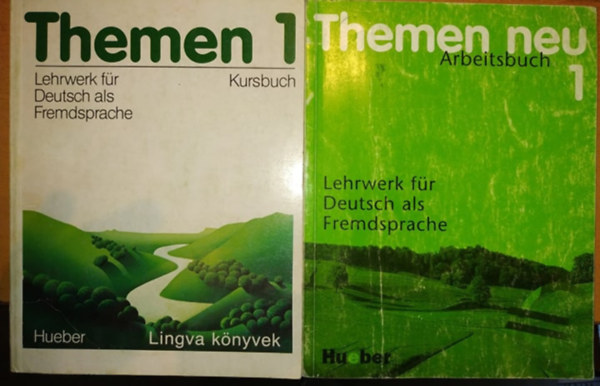 Themen 1
Kursbuch
Lehrwerk für
Deutsch als
Fremdsprache
Hueber
Lingva könyvek
Themen neu
Arbeitsbuch
1
Lehrwerk für
Deutsch als
Fremdsprache
Hueber